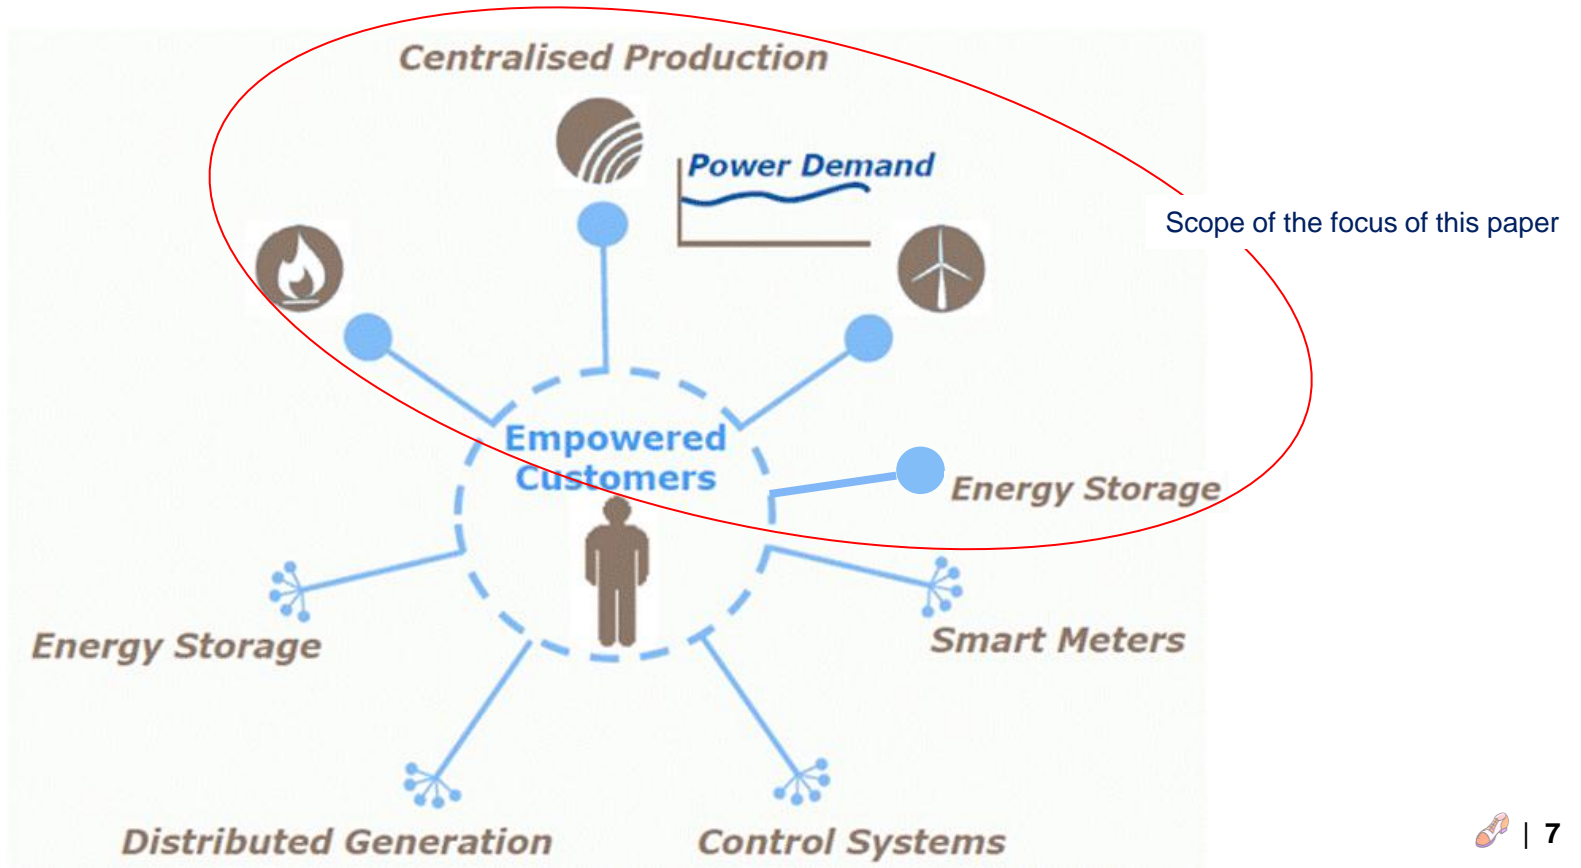 Centralised Production
Power Demand
Scope of the focus of this paper
Empowered
Customers
Energy Storage
Energy Storage
Smart Meters
Distributed Generation
Control Systems
| 7